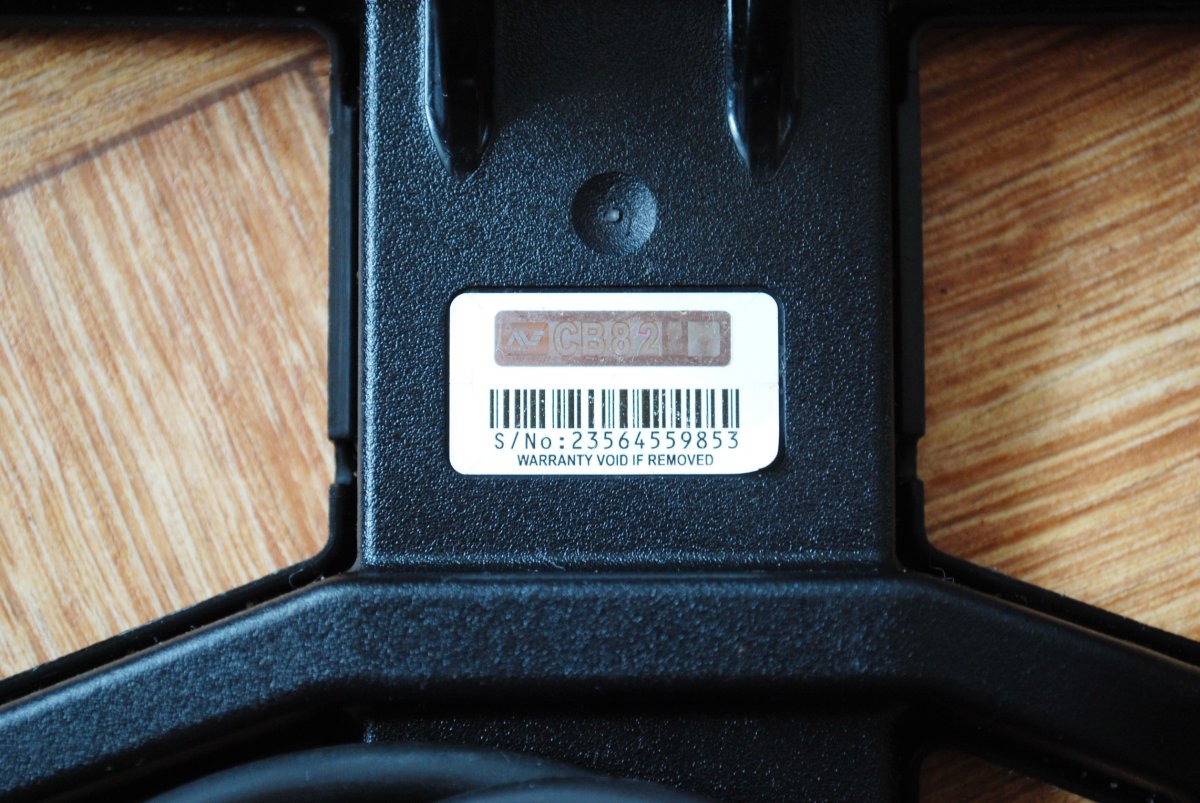 CB82
S/No:23564559853
WARRANTY VOID IF REMOVED